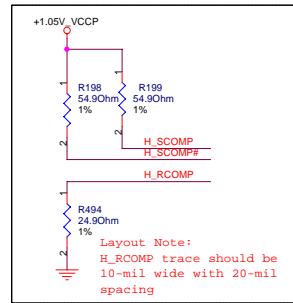 +1.05V_VCCP
1
1
R198
R199
54.9Ohm
54.9Ohm
1%
1%
2
2
H_SCOMP
H_SCOMP#
H_RCOMP
1
R494
24.9Ohm
1%
2
Layout Note:
H_RCOMP trace should be
10-mil wide with 20-mil
spacing